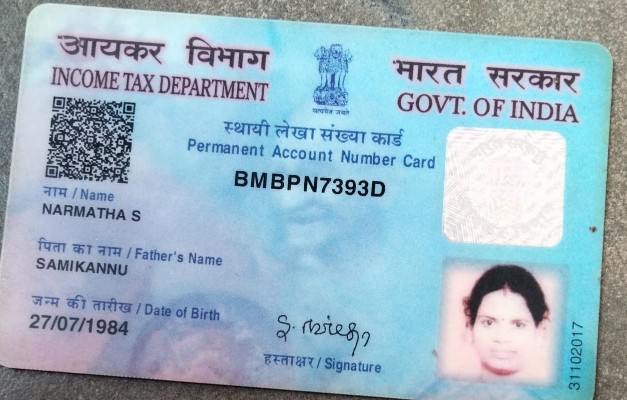 आयकर विभाग
INCOME TAX DEPARTMENT
सत्यमेव जयते
भारत सरकार
GOVT. OF INDIA
स्थायी लेखा संख्या कार्ड
Permanent Account Number Card
BMBPN7393D
नाम / Name
NARMATHA S
पिता का नाम / Father's Name
SAMIKANNU
जन्म की तारीख / Date of Birth
27/07/1984
हस्ताक्षर / Signature
31102017